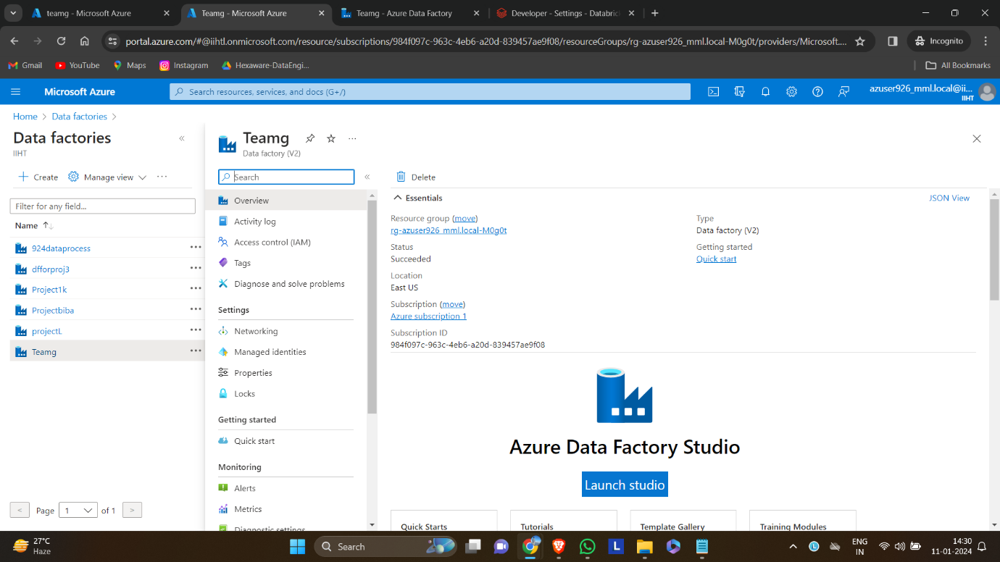 teamg - Microsoft Azure
Teamg - Microsoft Azure
Teamg - Azure Data Factory
Developer - Settings - Databric
portal.azure.com/#@iihtl.onmicrosoft.com/resource/subscriptions/984f097c-963c-4eb6-a20d-839457ae9f08/resourceGroups/rg-azuser926_mml.local-M0g0t/providers/Microsoft....
Incognito
Gmail
YouTube
Maps
Instagram
Hexaware-DataEngi...
All Bookmarks
Microsoft Azure
Search resources, services, and docs (G+/)
azuser926_mml.local@ii...
IIHT
Home > Data factories >
Data factories
IIHT
Create
Manage view
Filter for any field...
Name
924dataprocess
dfforproj3
Project1k
Projectbiba
projectL
Teamg
< Page 1 of 1 >
Teamg
Data factory (V2)
Search
Overview
Activity log
Access control (IAM)
Tags
Diagnose and solve problems
Settings
Networking
Managed identities
Properties
Locks
Getting started
Quick start
Monitoring
Alerts
Metrics
Diagnostic settings
Delete
Essentials
JSON View
Resource group (move)
rg-azuser926_mml.local-M0g0t
Status
Succeeded
Location
East US
Subscription (move)
Azure subscription 1
Subscription ID
984f097c-963c-4eb6-a20d-839457ae9f08
Type
Data factory (V2)
Getting started
Quick start
Azure Data Factory Studio
Launch studio
Quick Starts
Tutorials
Template Gallery
Training Modules
27°C
Haze
Search
L
L
ENG
IN
14:30
11-01-2024